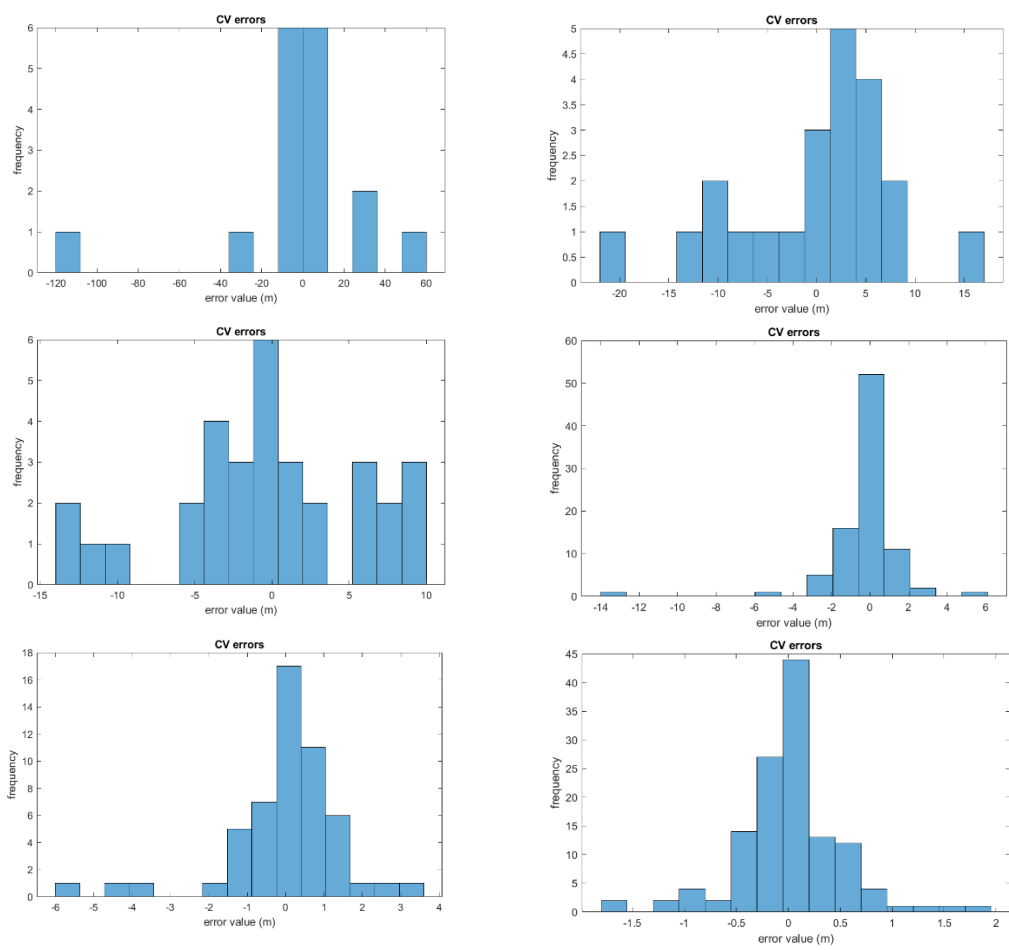 CV errors
6
5
4
3
2
1
0
frequency
-120 -100 -80 -60 -40 -20 0 20 40 60
error value (m)
CV errors
5
4.5
4
3.5
3
2.5
2
1.5
1
0.5
0
frequency
-20 -15 -10 -5 0 5 10 15
error value (m)
CV errors
6
5
4
3
2
1
0
frequency
-15 -10 -5 0 5 10
error value (m)
CV errors
60
50
40
30
20
10
0
frequency
-14 -12 -10 -8 -6 -4 -2 0 2 4 6
error value (m)
CV errors
18
16
14
12
10
8
6
4
2
0
frequency
-6 -5 -4 -3 -2 -1 0 1 2 3 4
error value (m)
CV errors
45
40
35
30
25
20
15
10
5
0
frequency
-1.5 -1 -0.5 0 0.5 1 1.5 2
error value (m)